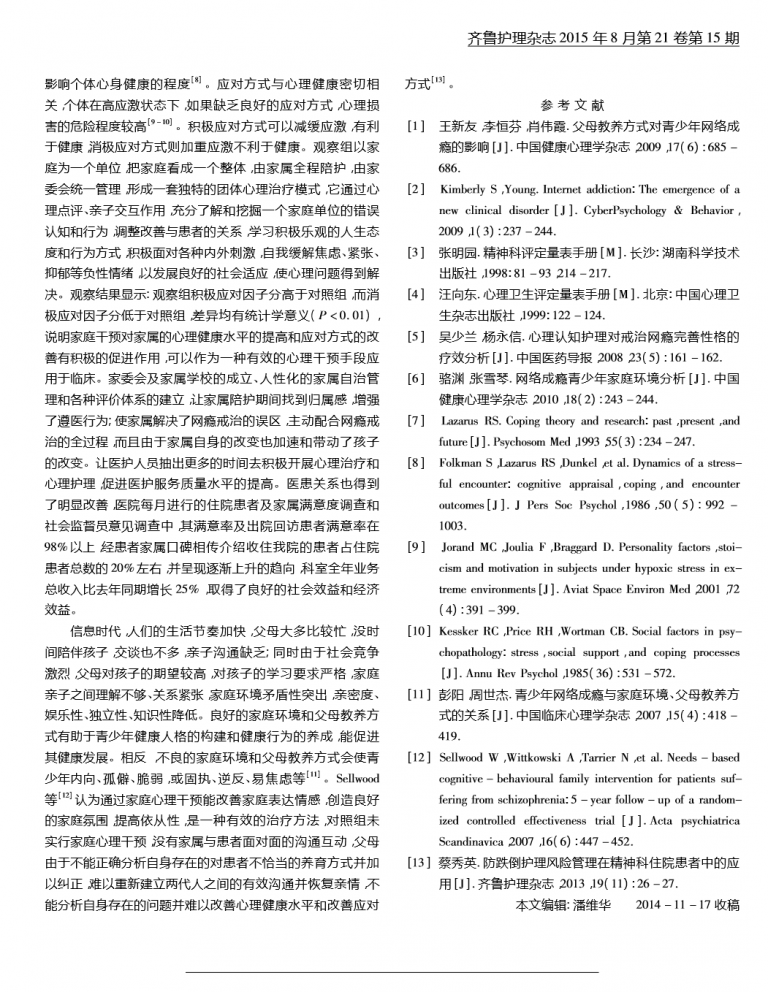 齐鲁护理杂志 2015 年 8 月第 21 卷第 15 期
影响个体心身健康的程度[8]。应对方式与心理健康密切相
关,个体在高应激状态下,如果缺乏良好的应对方式,心理损
害的危险程度较高[9-10]。积极应对方式可以减缓应激,有利
于健康,消极应对方式则加重应激不利于健康。观察组以家
庭为一个单位,把家庭看成一个整体,由家属全程陪护,由家
委会统一管理,形成一套独特的团体心理治疗模式,它通过心
理点评、亲子交互作用,充分了解和挖掘一个家庭单位的错误
认知和行为,调整改善与患者的关系,学习积极乐观的人生态
度和行为方式,积极面对各种内外刺激,自我缓解焦虑、紧张、
抑郁等负性情绪,以发展良好的社会适应,使心理问题得到解
决。观察结果显示:观察组积极应对因子分高于对照组,而消
极应对因子分低于对照组,差异均有统计学意义(P<0.01),
说明家庭干预对家属的心理健康水平的提高和应对方式的改
善有积极的促进作用,可以作为一种有效的心理干预手段应
用于临床。家委会及家属学校的成立、人性化的家属自治管
理和各种评价体系的建立,让家属陪护期间找到归属感,增强
了遵医行为;使家属解决了网瘾戒治的误区,主动配合网瘾戒
治的全过程,而且由于家属自身的改变也加速和带动了孩子
的改变。让医护人员抽出更多的时间去积极开展心理治疗和
心理护理,促进医护服务质量水平的提高。医患关系也得到
了明显改善,医院每月进行的住院患者及家属满意度调查和
社会监督员意见调查中,其满意率及出院回访患者满意率在
98%以上,经患者家属口碑相传介绍收住我院的患者占住院
患者总数的 20%左右,并呈现逐渐上升的趋向,科室全年业务
总收入比去年同期增长 25%,取得了良好的社会效益和经济
效益。
信息时代,人们的生活节奏加快,父母大多比较忙,没时
间陪伴孩子,交谈也不多,亲子沟通缺乏;同时由于社会竞争
激烈,父母对孩子的期望较高,对孩子的学习要求严格,家庭
亲子之间理解不够、关系紧张,家庭环境矛盾性突出,亲密度、
娱乐性、独立性、知识性降低。良好的家庭环境和父母教养方
式有助于青少年健康人格的构建和健康行为的养成,能促进
其健康发展。相反,不良的家庭环境和父母教养方式会使青
少年内向、孤僻、脆弱,或固执、逆反、易焦虑等[11]。Sellwood
等[12]认为通过家庭心理干预能改善家庭表达情感,创造良好
的家庭氛围,提高依从性,是一种有效的治疗方法,对照组未
实行家庭心理干预,没有家属与患者面对面的沟通互动,父母
由于不能正确分析自身存在的对患者不恰当的养育方式并加
以纠正,难以重新建立两代人之间的有效沟通并恢复亲情,不
能分析自身存在的问题并难以改善心理健康水平和改善应对
方式[13]。
参 考 文 献
[1] 王新友,李恒芬,肖伟霞.父母教养方式对青少年网络成
瘾的影响[J].中国健康心理学杂志,2009,17(6):685-
686.
[2] Kimberly S,Young. Internet addiction: The emergence of a
new clinical disorder[J]. CyberPsychology & Behavior,
2009,1(3):237-244.
[3] 张明园.精神科评定量表手册[M].长沙:湖南科学技术
出版社,1998:81-93,214-217.
[4] 汪向东.心理卫生评定量表手册[M].北京:中国心理卫
生杂志出版社,1999:122-124.
[5] 吴少兰,杨永信.心理认知护理对戒治网瘾完善性格的
疗效分析[J].中国医药导报,2008,23(5):161-162.
[6] 骆渊,张雪琴.网络成瘾青少年家庭环境分析[J].中国
健康心理学杂志,2010,18(2):243-244.
[7] Lazarus RS. Coping theory and research: past,present,and
future[J]. Psychosom Med,1993,55(3):234-247.
[8] Folkman S,Lazarus RS,Dunkel,et al. Dynamics of a stress-
ful encounter: cognitive appraisal,coping,and encounter
outcomes[J]. J Pers Soc Psychol,1986,50(5):992-
1003.
[9] Jorand MC,Joulia F,Braggard D. Personality factors,stoi-
cism and motivation in subjects under hypoxic stress in ex-
treme environments[J]. Aviat Space Environ Med,2001,72
(4):391-399.
[10] Kessker RC,Price RH,Wortman CB. Social factors in psy-
chopathology: stress,social support,and coping processes
[J]. Annu Rev Psychol,1985(36):531-572.
[11] 彭阳,周世杰.青少年网络成瘾与家庭环境、父母教养方
式的关系[J].中国临床心理学杂志,2007,15(4):418-
419.
[12] Sellwood W,Wittkowski A,Tarrier N,et al. Needs-based
cognitive-behavioural family intervention for patients suf-
fering from schizophrenia: 5-year follow-up of a random-
ized controlled effectiveness trial[J]. Acta psychiatrica
Scandinavica,2007,16(6):447-452.
[13] 蔡秀英.防跌倒护理风险管理在精神科住院患者中的应
用[J].齐鲁护理杂志,2013,19(11):26-27.
本文编辑:潘维华 2014-11-17 收稿